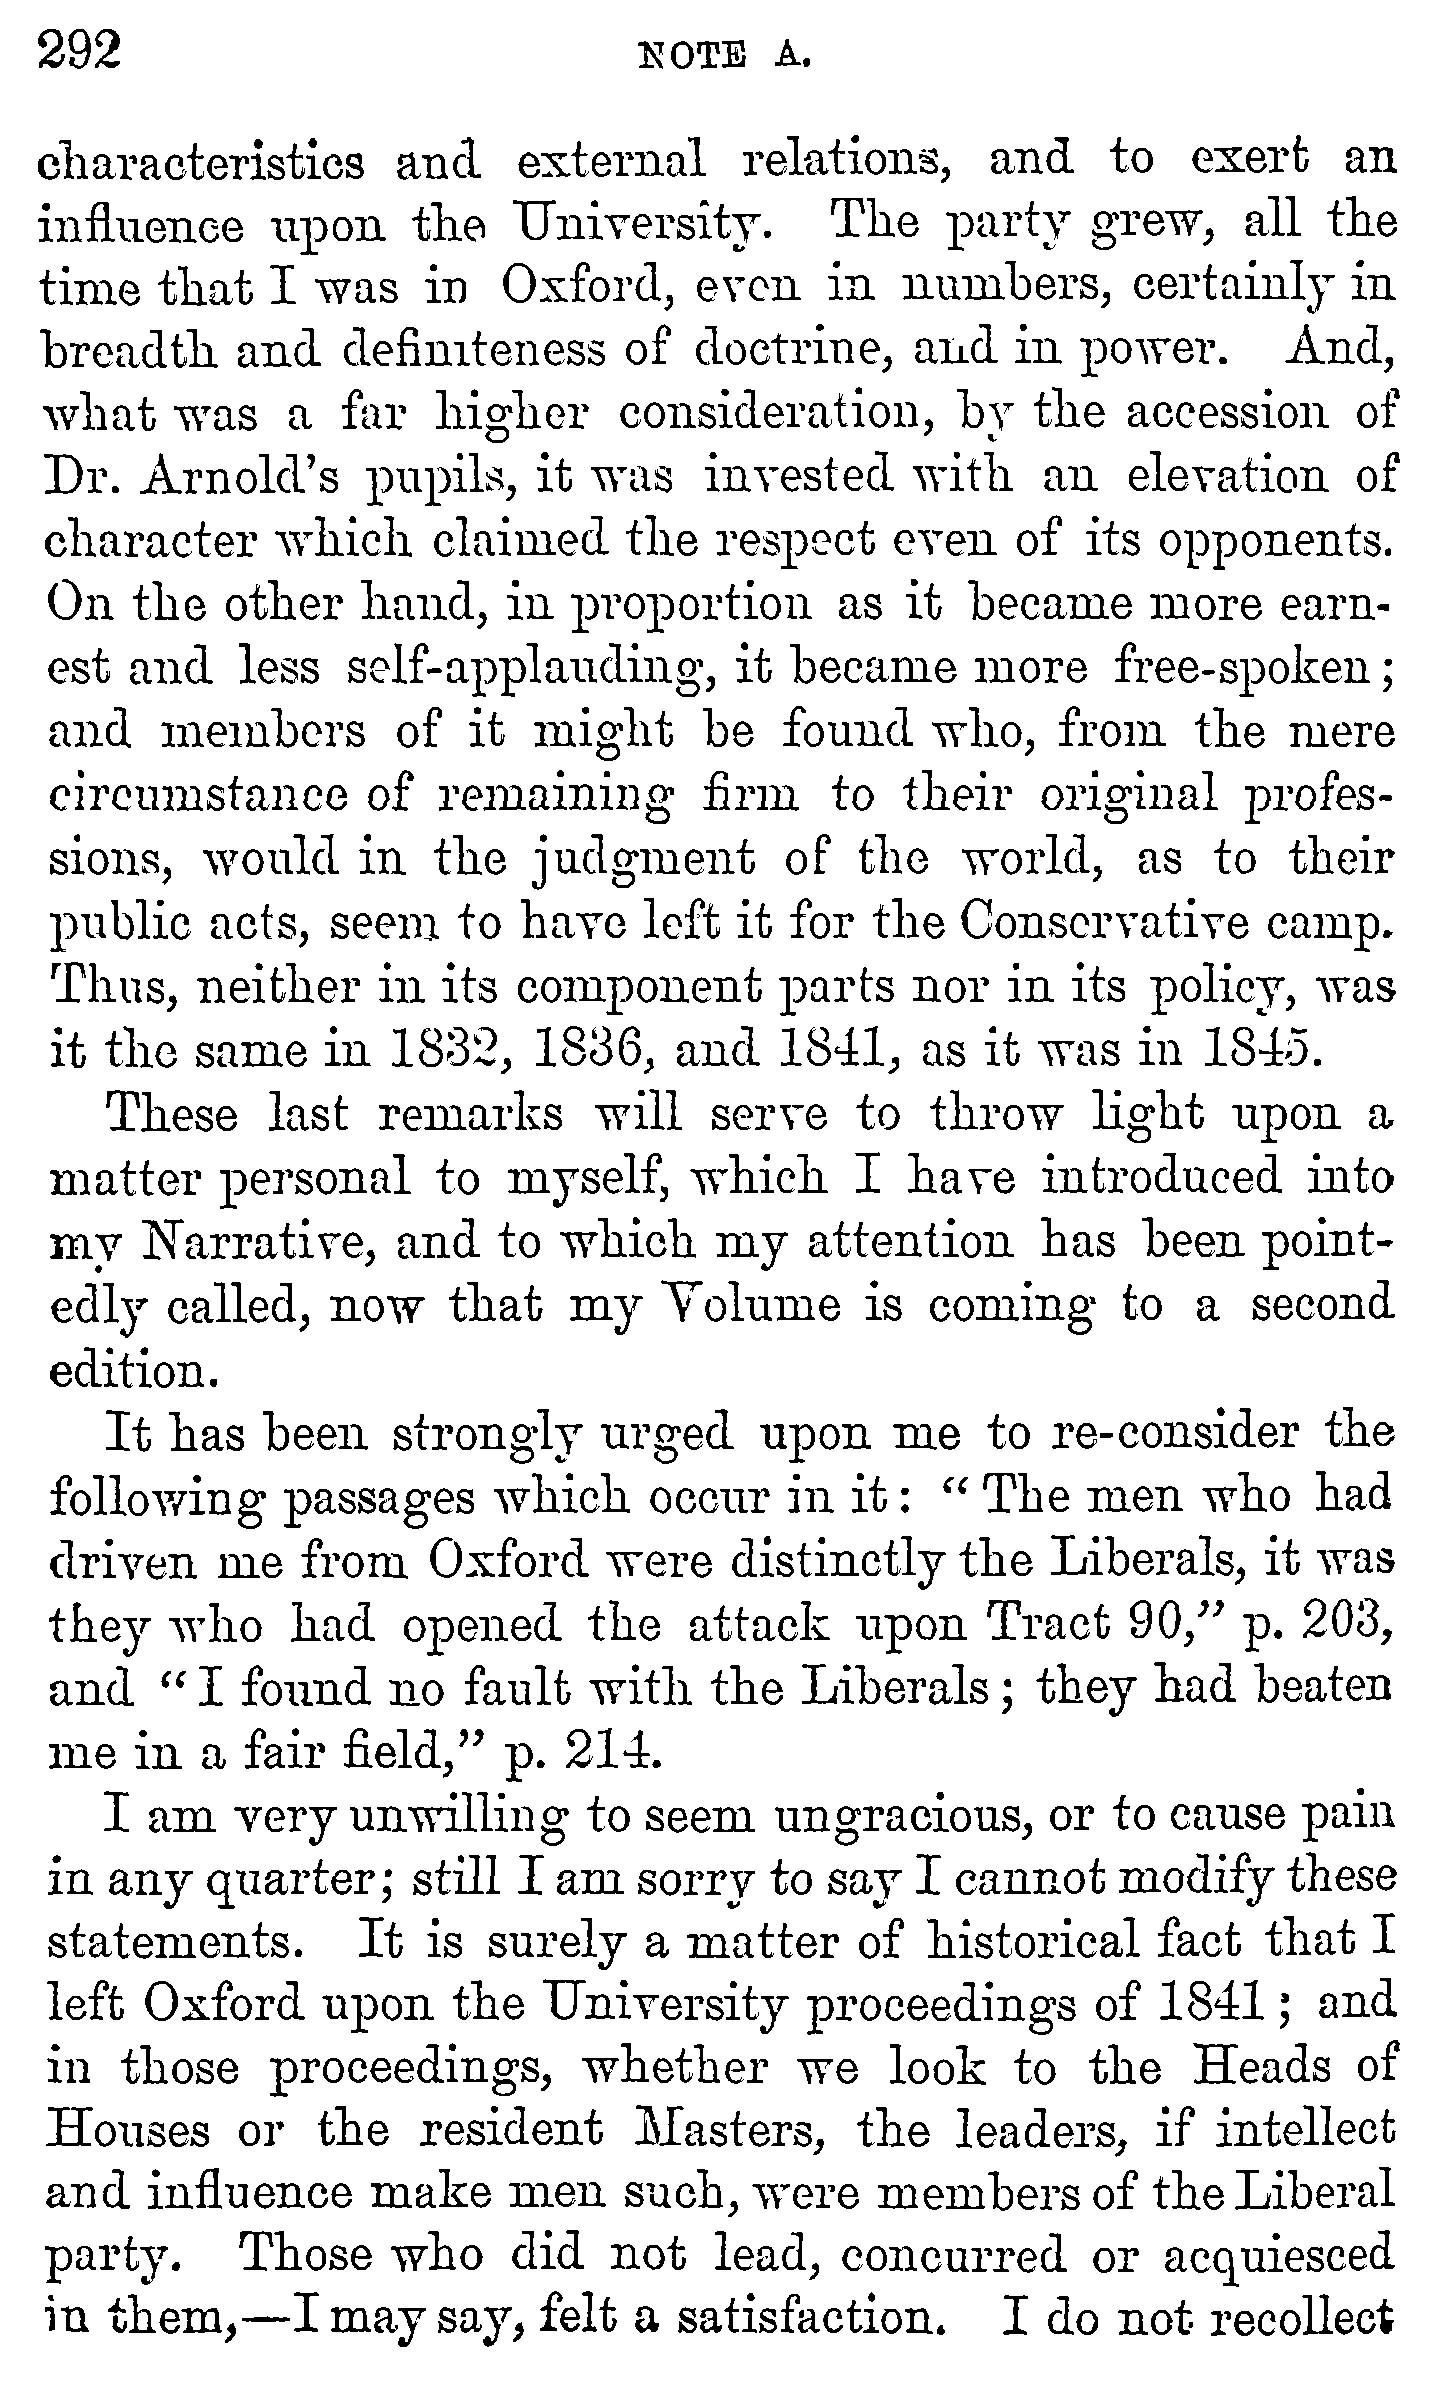 292 NOTE A.
characteristics and external relations, and to exert an
influence upon the University. The party grew, all the
time that I was in Oxford, even in numbers, certainly in
breadth and definiteness of doctrine, and in power. And,
what was a far higher consideration, by the accession of
Dr. Arnold's pupils, it was invested with an elevation of
character which claimed the respect even of its opponents.
On the other hand, in proportion as it became more earn-
est and less self-applauding, it became more free-spoken;
and members of it might be found who, from the mere
circumstance of remaining firm to their original profes-
sions, would in the judgment of the world, as to their
public acts, seem to have left it for the Conservative camp.
Thus, neither in its component parts nor in its policy, was
it the same in 1832, 1836, and 1841, as it was in 1845.
These last remarks will serve to throw light upon a
matter personal to myself, which I have introduced into
my Narrative, and to which my attention has been point-
edly called, now that my Volume is coming to a second
edition.
It has been strongly urged upon me to re-consider the
following passages which occur in it: “The men who had
driven me from Oxford were distinctly the Liberals, it was
they who had opened the attack upon Tract 90,” p. 203,
and “I found no fault with the Liberals; they had beaten
me in a fair field,” p. 214.
I am very unwilling to seem ungracious, or to cause pain
in any quarter; still I am sorry to say I cannot modify these
statements. It is surely a matter of historical fact that I
left Oxford upon the University proceedings of 1841; and
in those proceedings, whether we look to the Heads of
Houses or the resident Masters, the leaders, if intellect
and influence make men such, were members of the Liberal
party. Those who did not lead, concurred or acquiesced
in them,—I may say, felt a satisfaction. I do not recollect